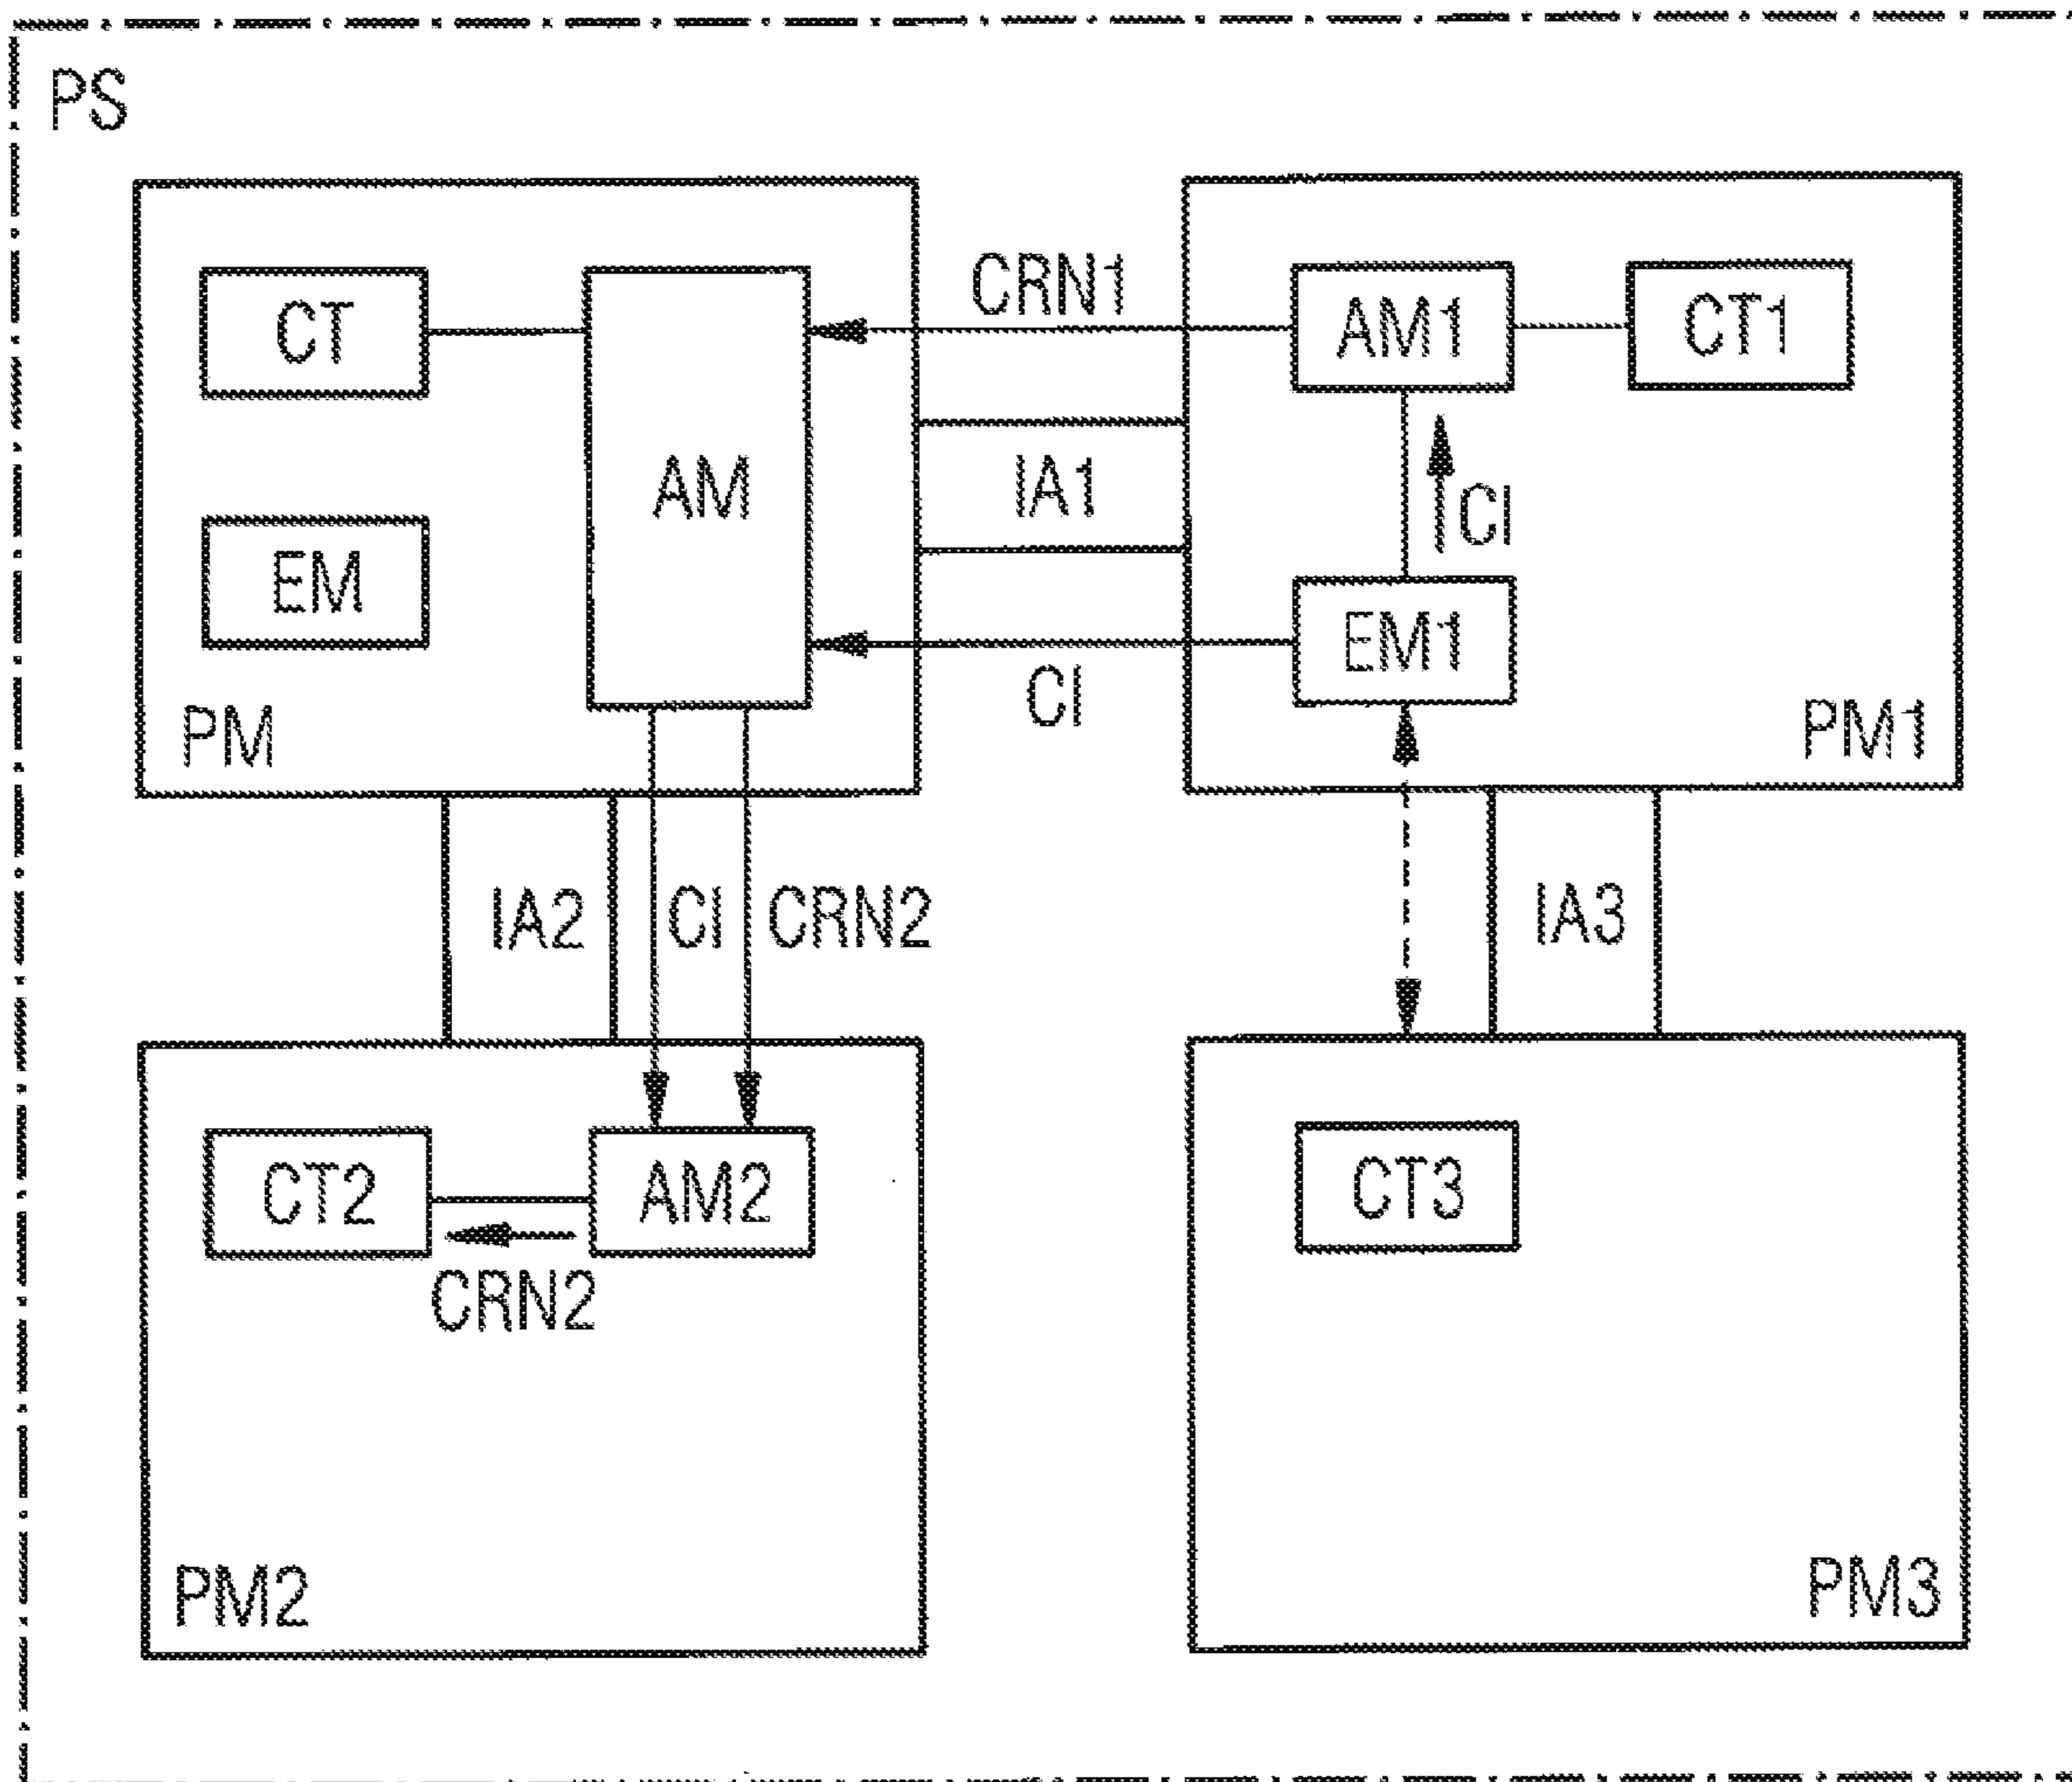 PS
CRN1
CT
AM1
CT1
AM
IA1
CI
EM
EM1
CI
PM
PM1
IA2
CI
CRN2
IA3
CT2
AM2
CT3
CRN2
PM2
PM3